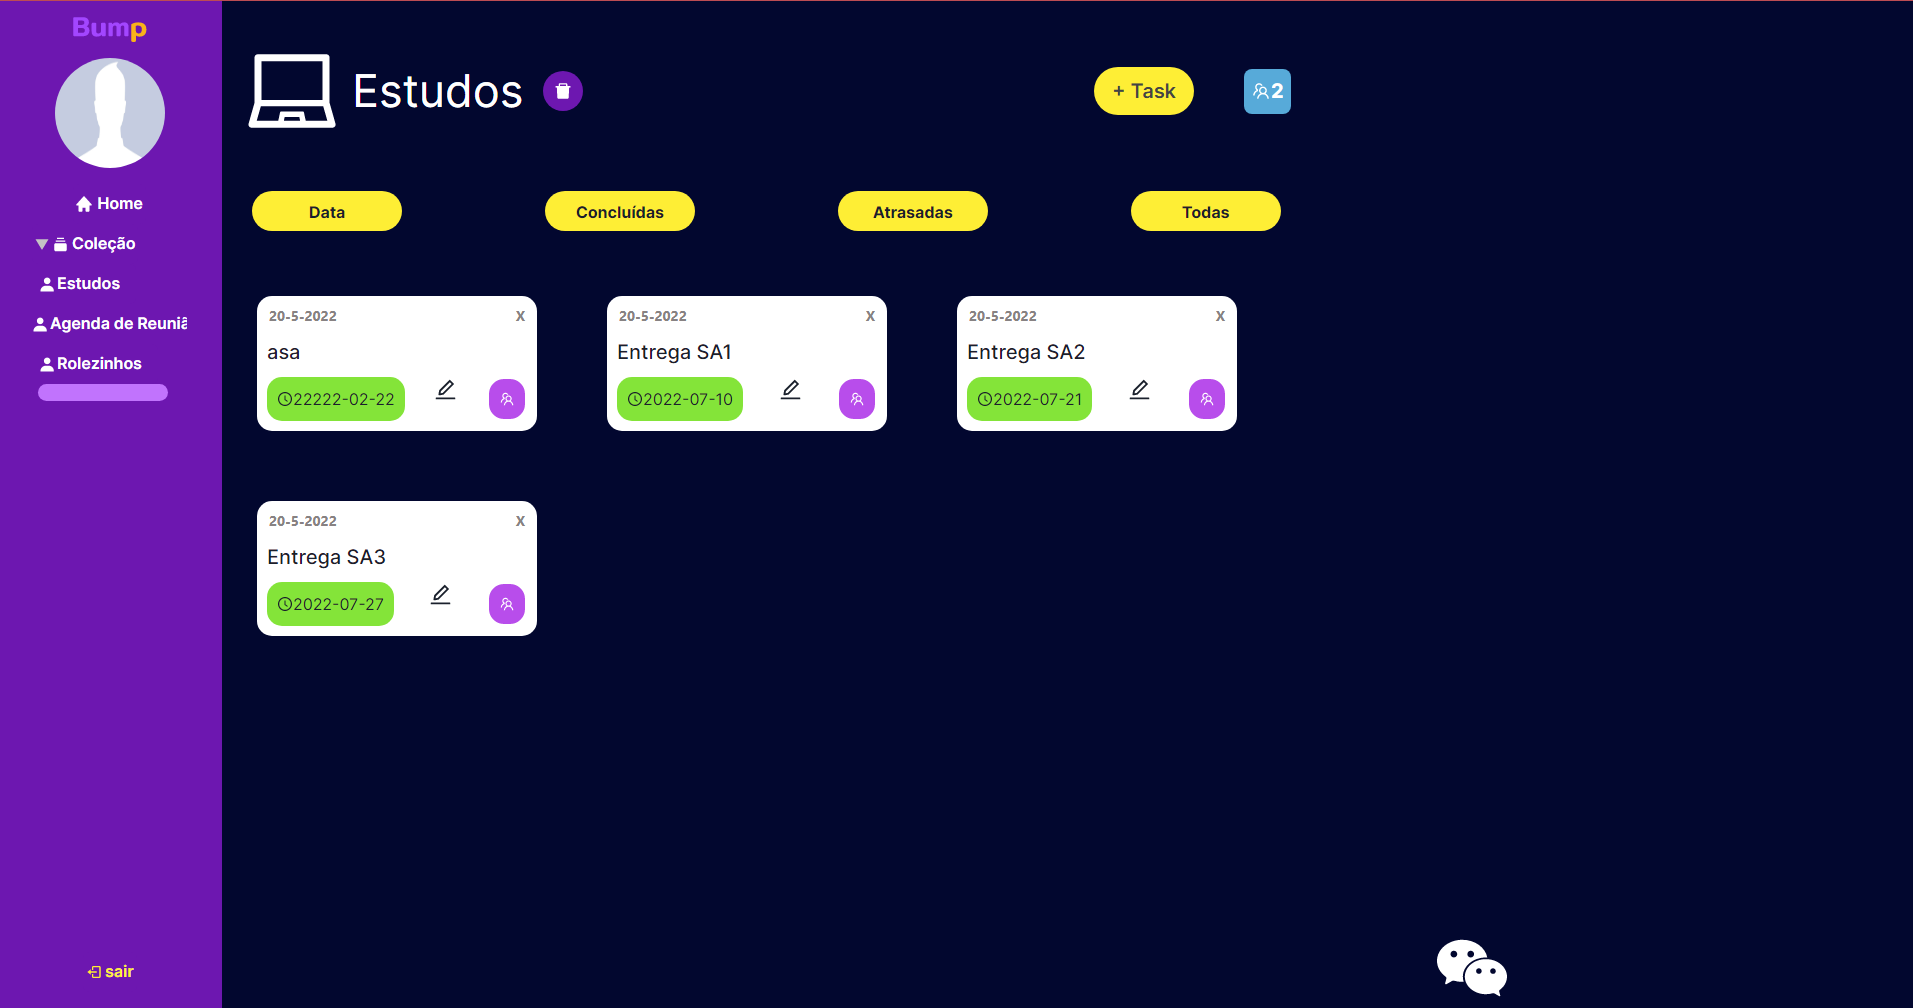 Bump
Home
Coleção
Estudos
Agenda de Reuniã
Rolezinhos
sair
Estudos
+ Task
2
Data
Concluídas
Atrasadas
Todas
20-5-2022 X
asa
22222-02-22
20-5-2022 X
Entrega SA1
2022-07-10
20-5-2022 X
Entrega SA2
2022-07-21
20-5-2022 X
Entrega SA3
2022-07-27